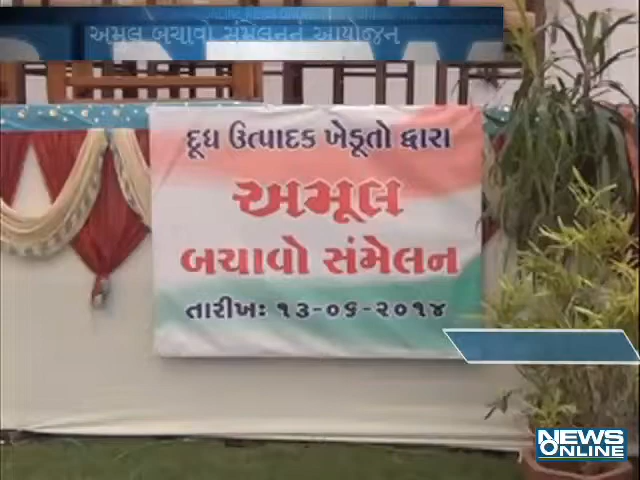 અમૂલ બચાવો સંમેલનનું આયોજન
દૂધ ઉત્પાદક ખેડૂતો દ્વારા
અમૂલ
બચાવો સંમેલન
તારીખઃ ૧૩-૦૬-૨૦૧૪
NEWS
ONLINE